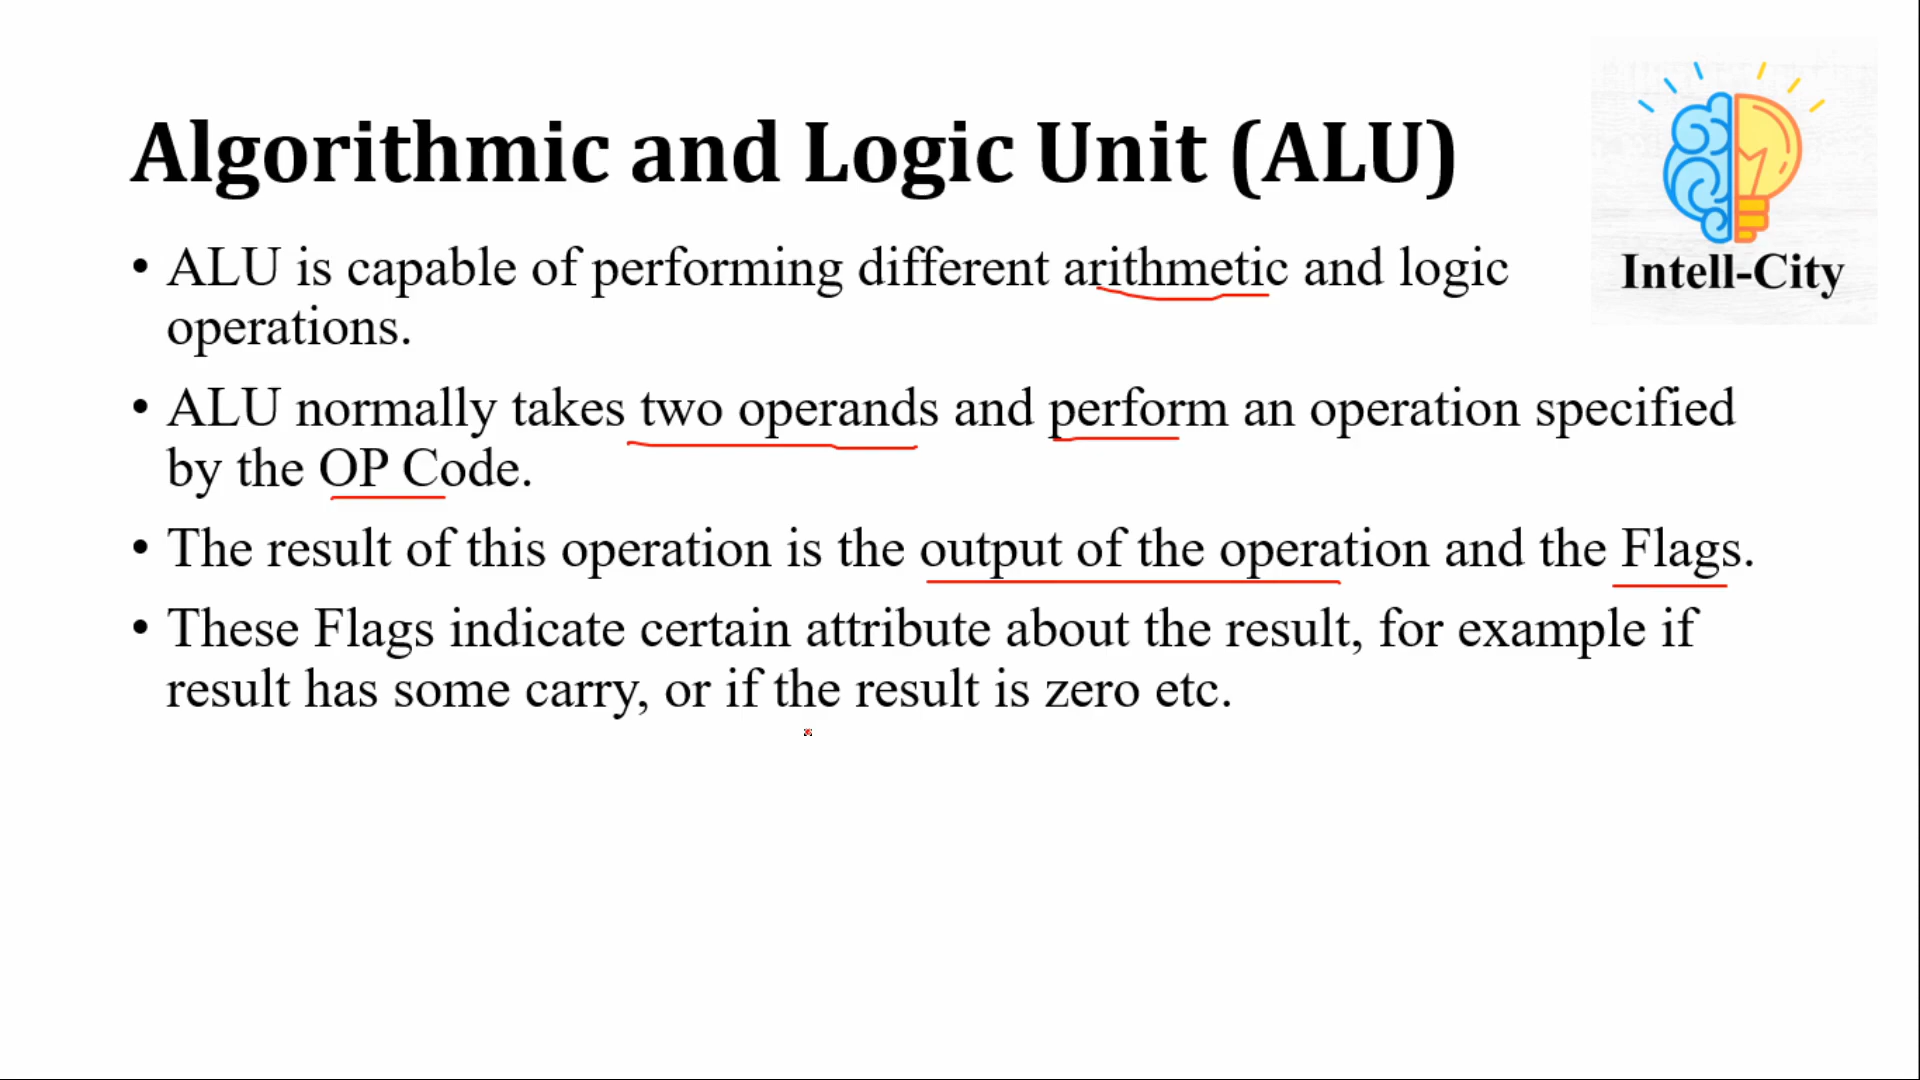 Algorithmic and Logic Unit (ALU)
Intell-City
• ALU is capable of performing different arithmetic and logic
operations.
• ALU normally takes two operands and perform an operation specified
by the OP Code.
• The result of this operation is the output of the operation and the Flags.
• These Flags indicate certain attribute about the result, for example if
result has some carry, or if the result is zero etc.